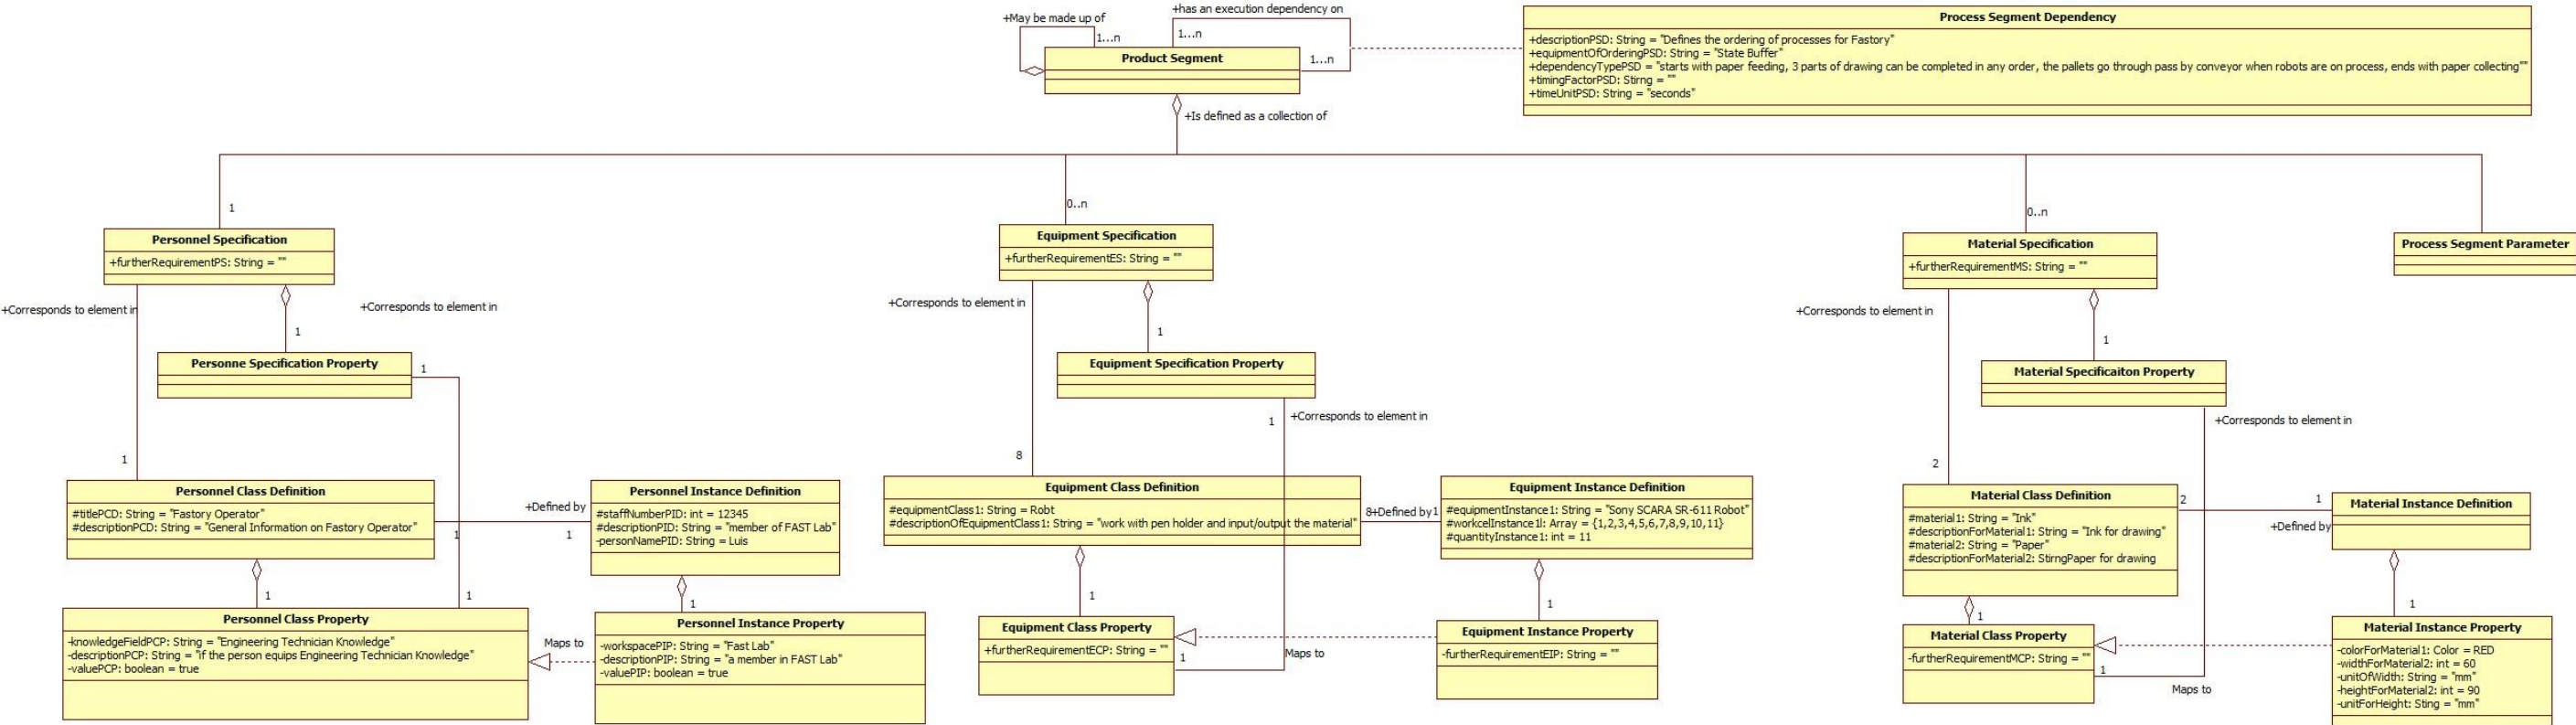 +May be made up of
1...n
+has an execution dependency on
1...n
1...n
Product Segment
+Is defined as a collection of
Process Segment Dependency
+descriptionPSD: String = "Defines the ordering of processes for Fastory"
+equipmentOfOrderingPSD: String = "State Buffer"
+dependencyTypePSD = "starts with paper feeding, 3 parts of drawing can be completed in any order, the pallets go through pass by conveyor when robots are on process, ends with paper collecting""
+timingFactorPSD: Stirng = ""
+timeUnitPSD: String = "seconds"
1
0..n
0..n
Personnel Specification
+furtherRequirementPS: String = ""
Equipment Specification
+furtherRequirementES: String = ""
Material Specification
+furtherRequirementMS: String = ""
Process Segment Parameter
+Corresponds to element in
+Corresponds to element in
1
+Corresponds to element in
1
+Corresponds to element in
1
Personne Specification Property
1
Equipment Specification Property
Material Specificaiton Property
1
+Corresponds to element in
+Corresponds to element in
1
8
2
Personnel Class Definition
#titlePCD: String = "Fastory Operator"
#descriptionPCD: String = "General Information on Fastory Operator"
+Defined by
1
1
Personnel Instance Definition
#staffNumberPID: int = 12345
#descriptionPID: String = "member of FAST Lab"
-personNamePID: String = Luis
Equipment Class Definition
#equipmentClass1: String = Robt
#descriptionOfEquipmentClass1: String = "work with pen holder and input/output the material"
8
+Defined by
1
Equipment Instance Definition
#equipmentInstance1: String = "Sony SCARA SR-611 Robot"
#workcelInstance1l: Array = {1,2,3,4,5,6,7,8,9,10,11}
#quantityInstance1: int = 11
Material Class Definition
#material1: String = "Ink"
#descriptionForMaterial1: String = "Ink for drawing"
#material2: String = "Paper"
#descriptionForMaterial2: StirngPaper for drawing
2
1
+Defined by
Material Instance Definition
1
1
1
1
1
1
1
Personnel Class Property
-knowledgeFieldPCP: String = "Engineering Technician Knowledge"
-descriptionPCP: String = "if the person equips Engineering Technician Knowledge"
-valuePCP: boolean = true
Maps to
Personnel Instance Property
-workspacePIP: String = "Fast Lab"
-descriptionPIP: String = "a member in FAST Lab"
-valuePIP: boolean = true
Equipment Class Property
+furtherRequirementECP: String = ""
1
Maps to
Equipment Instance Property
-furtherRequirementEIP: String = ""
Material Class Property
-furtherRequirementMCP: String = ""
1
Maps to
Material Instance Property
-colorForMaterial1: Color = RED
-widthForMaterial2: int = 60
-unitOfWidth: String = "mm"
-heightForMaterial2: int = 90
-unitForHeight: Sting = "mm"